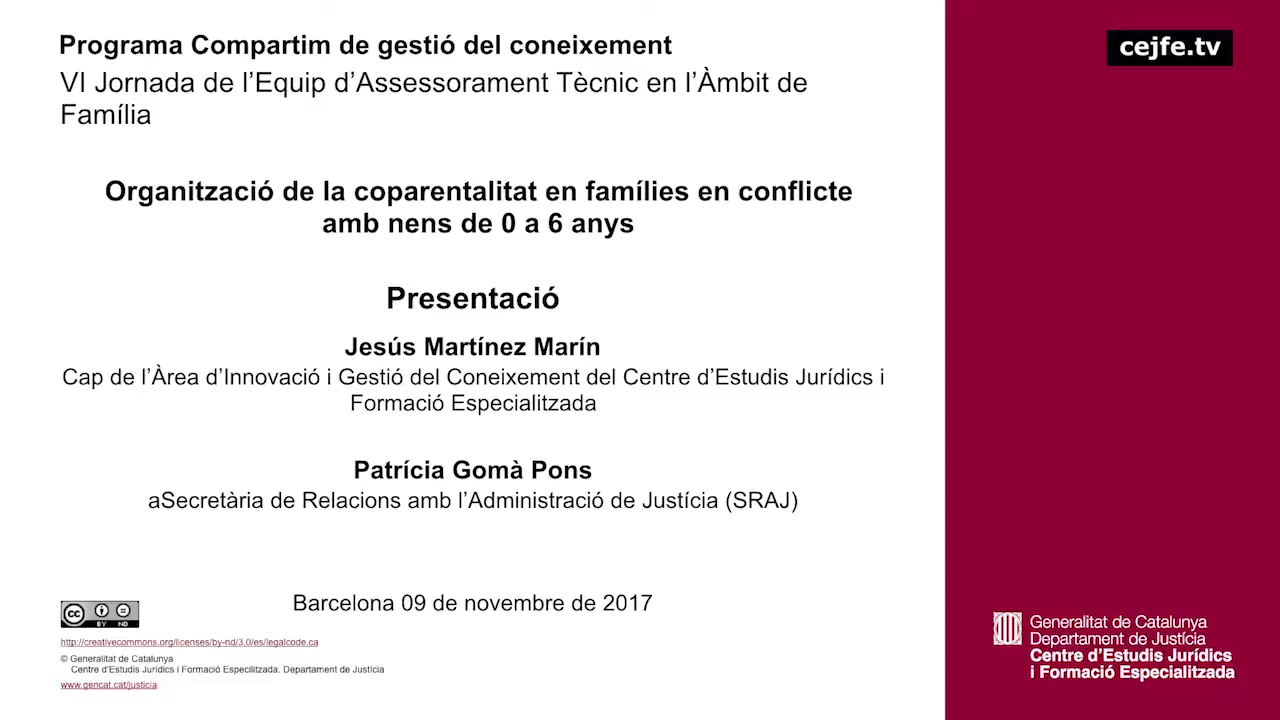 Programa Compartim de gestió del coneixement
cejfe.tv
VI Jornada de l’Equip d’Assessorament Tècnic en l’Àmbit de
Família
Organització de la coparentalitat en famílies en conflicte
amb nens de 0 a 6 anys
Presentació
Jesús Martínez Marín
Cap de l’Àrea d’Innovació i Gestió del Coneixement del Centre d’Estudis Jurídics i
Formació Especialitzada
Patrícia Gomà Pons
aSecretària de Relacions amb l’Administració de Justícia (SRAJ)
Barcelona 09 de novembre de 2017
cc BY ND
http://creativecommons.org/licenses/by-nd/3.0/es/legalcode.ca
© Generalitat de Catalunya
Centre d’Estudis Jurídics i Formació Especilitzada. Departament de Justícia
www.gencat.cat/justicia
Generalitat de Catalunya
Departament de Justícia
Centre d’Estudis Jurídics
i Formació Especialitzada